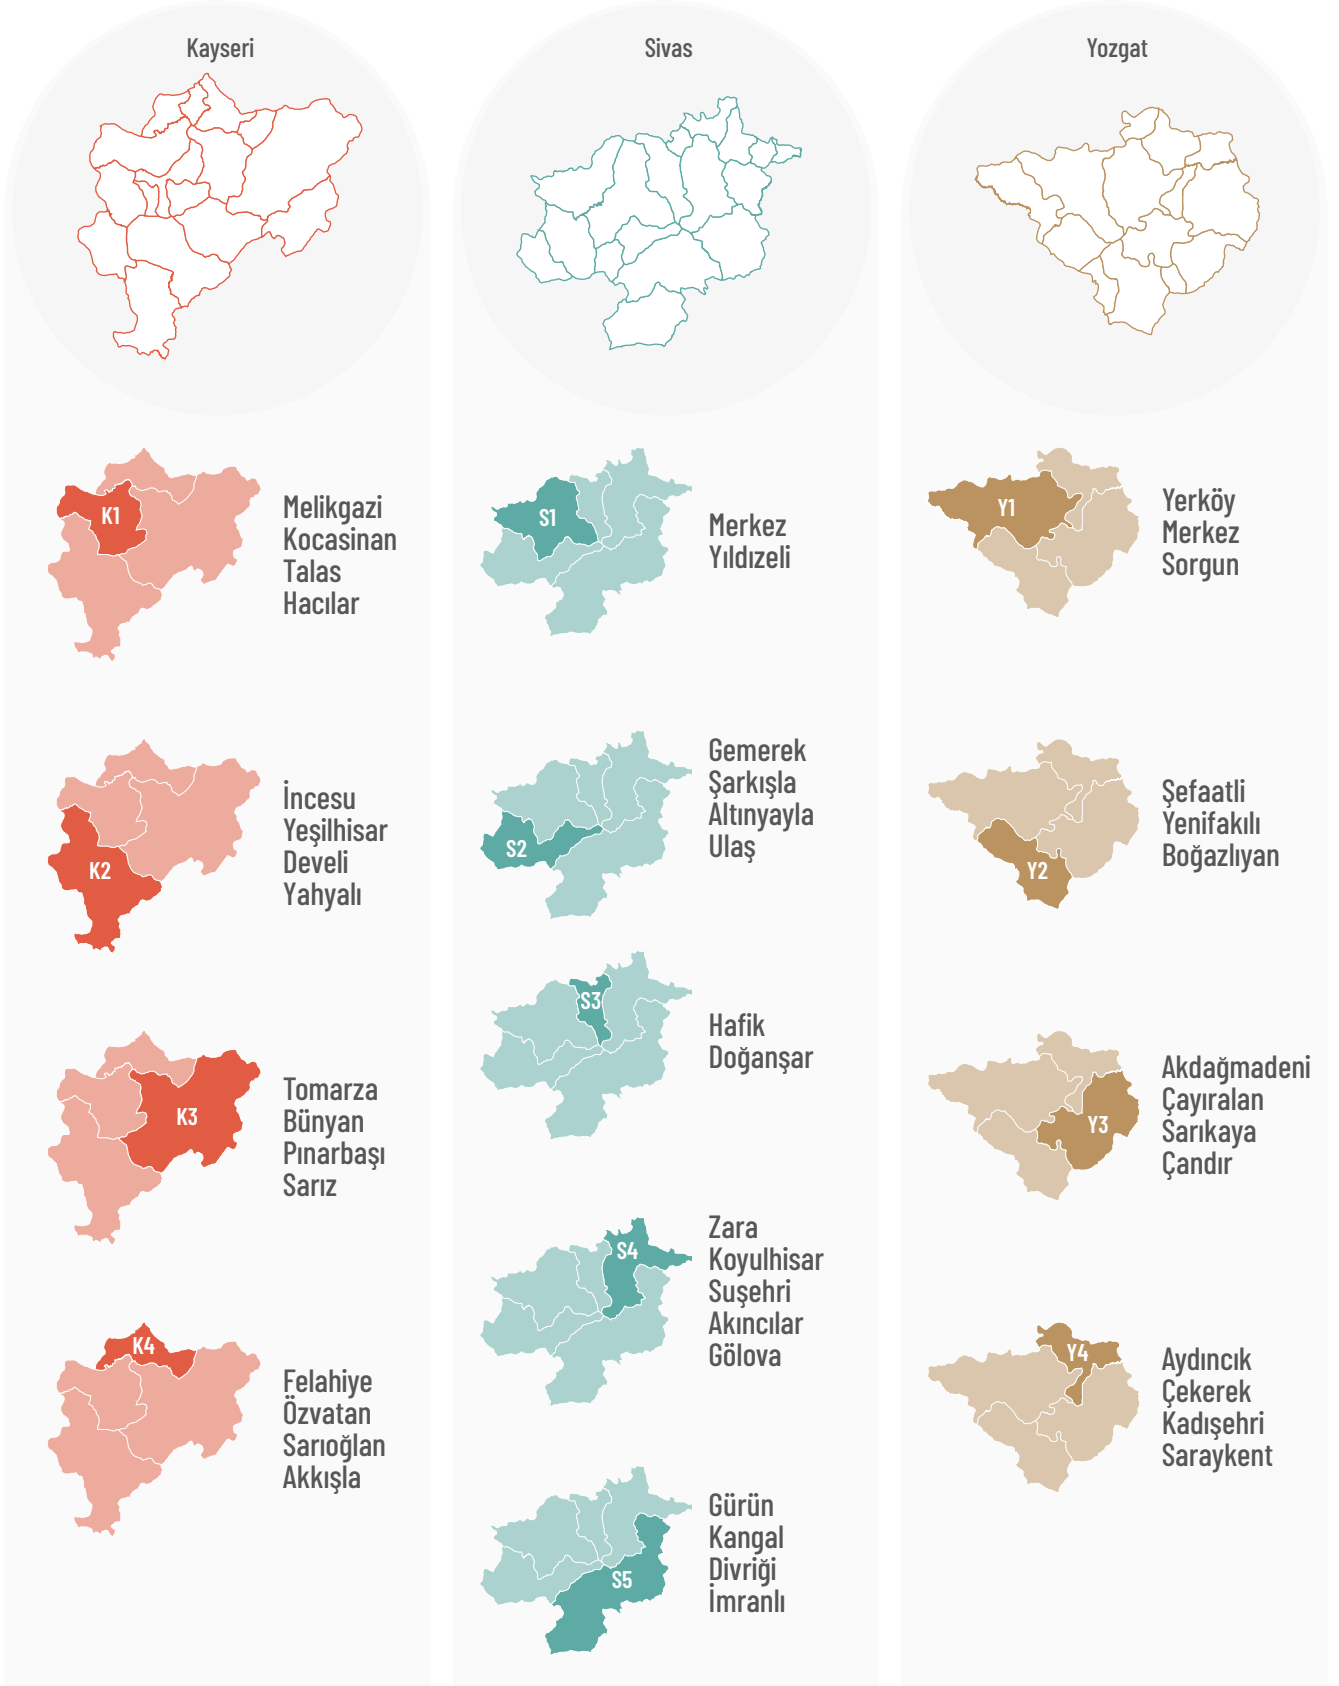 Kayseri
K1
Melikgazi
Kocasinan
Talas
Hacılar
K2
İncesu
Yeşilhisar
Develi
Yahyalı
K3
Tomarza
Bünyan
Pınarbaşı
Sarız
K4
Felahiye
Özvatan
Sarıoğlan
Akkışla
Sivas
S1
Merkez
Yıldızeli
S2
Gemerek
Şarkışla
Altınyayla
Ulaş
S3
Hafik
Doğanşar
S4
Zara
Koyulhisar
Suşehri
Akıncılar
Gölova
S5
Gürün
Kangal
Divriği
İmranlı
Yozgat
Y1
Yerköy
Merkez
Sorgun
Y2
Şefaatli
Yenifakılı
Boğazlıyan
Y3
Akdağmadeni
Çayıralan
Sarıkaya
Çandır
Y4
Aydıncık
Çekerek
Kadışehri
Saraykent